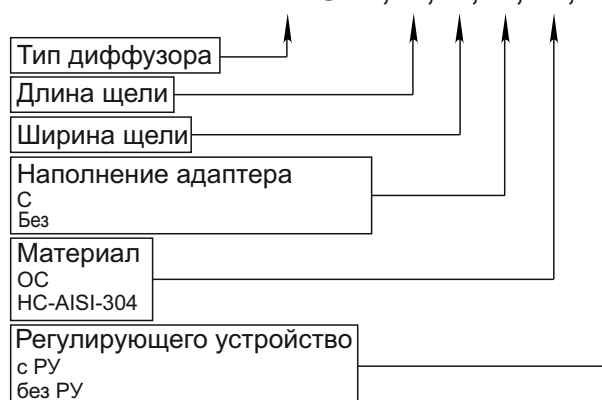 Тип диффузора
Длина щели
Ширина щели
Наполнение адаптера
С
Без
Материал
ОС
НС-AISI-304
Регулирующего устройство
с РУ
без РУ